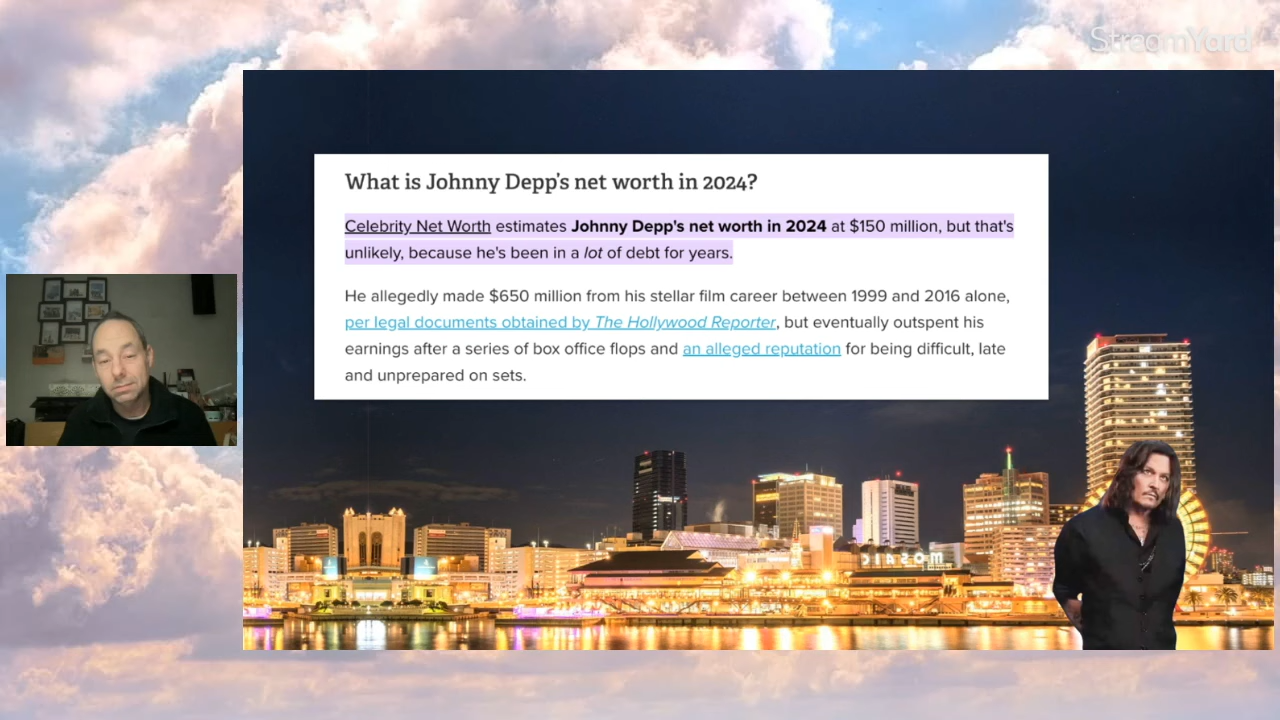 StreamYard
What is Johnny Depp's net worth in 2024?
Celebrity Net Worth estimates Johnny Depp's net worth in 2024 at $150 million, but that's
unlikely, because he's been in a lot of debt for years.
He allegedly made $650 million from his stellar film career between 1999 and 2016 alone,
per legal documents obtained by The Hollywood Reporter, but eventually outspent his
earnings after a series of box office flops and an alleged reputation for being difficult, late
and unprepared on sets.
MOSAIC